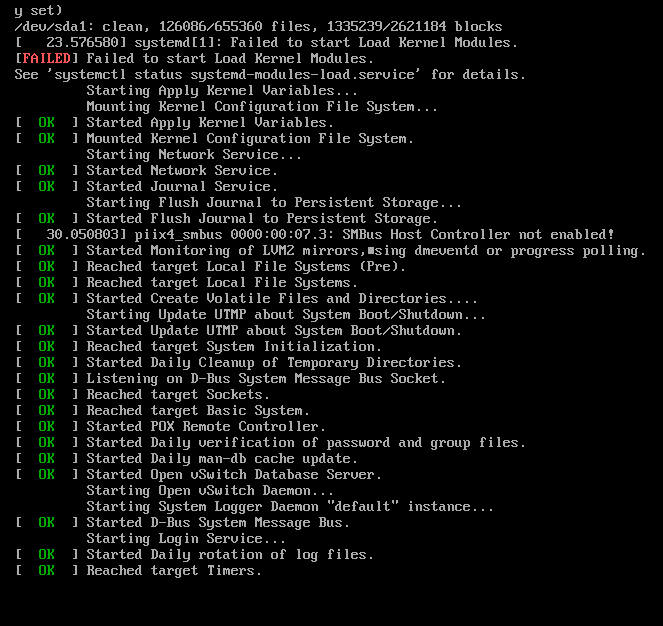 y set)
/dev/sda1: clean, 126086/655360 files, 1335239/2621184 blocks
[   23.576580] systemd[1]: Failed to start Load Kernel Modules.
[FAILED] Failed to start Load Kernel Modules.
See 'systemctl status systemd-modules-load.service' for details.
         Starting Apply Kernel Variables...
         Mounting Kernel Configuration File System...
[  OK  ] Started Apply Kernel Variables.
[  OK  ] Mounted Kernel Configuration File System.
         Starting Network Service...
[  OK  ] Started Network Service.
[  OK  ] Started Journal Service.
         Starting Flush Journal to Persistent Storage...
[  OK  ] Started Flush Journal to Persistent Storage.
[   30.050803] piix4_smbus 0000:00:07.3: SMBus Host Controller not enabled!
[  OK  ] Started Monitoring of LVM2 mirrors,■sing dmeventd or progress polling.
[  OK  ] Reached target Local File Systems (Pre).
[  OK  ] Reached target Local File Systems.
[  OK  ] Started Create Volatile Files and Directories....
         Starting Update UTMP about System Boot/Shutdown...
[  OK  ] Started Update UTMP about System Boot/Shutdown.
[  OK  ] Reached target System Initialization.
[  OK  ] Started Daily Cleanup of Temporary Directories.
[  OK  ] Listening on D-Bus System Message Bus Socket.
[  OK  ] Reached target Sockets.
[  OK  ] Reached target Basic System.
[  OK  ] Started POX Remote Controller.
[  OK  ] Started Daily verification of password and group files.
[  OK  ] Started Daily man-db cache update.
[  OK  ] Started Open vSwitch Database Server.
         Starting Open vSwitch Daemon...
         Starting System Logger Daemon "default" instance...
[  OK  ] Started D-Bus System Message Bus.
         Starting Login Service...
[  OK  ] Started Daily rotation of log files.
[  OK  ] Reached target Timers.